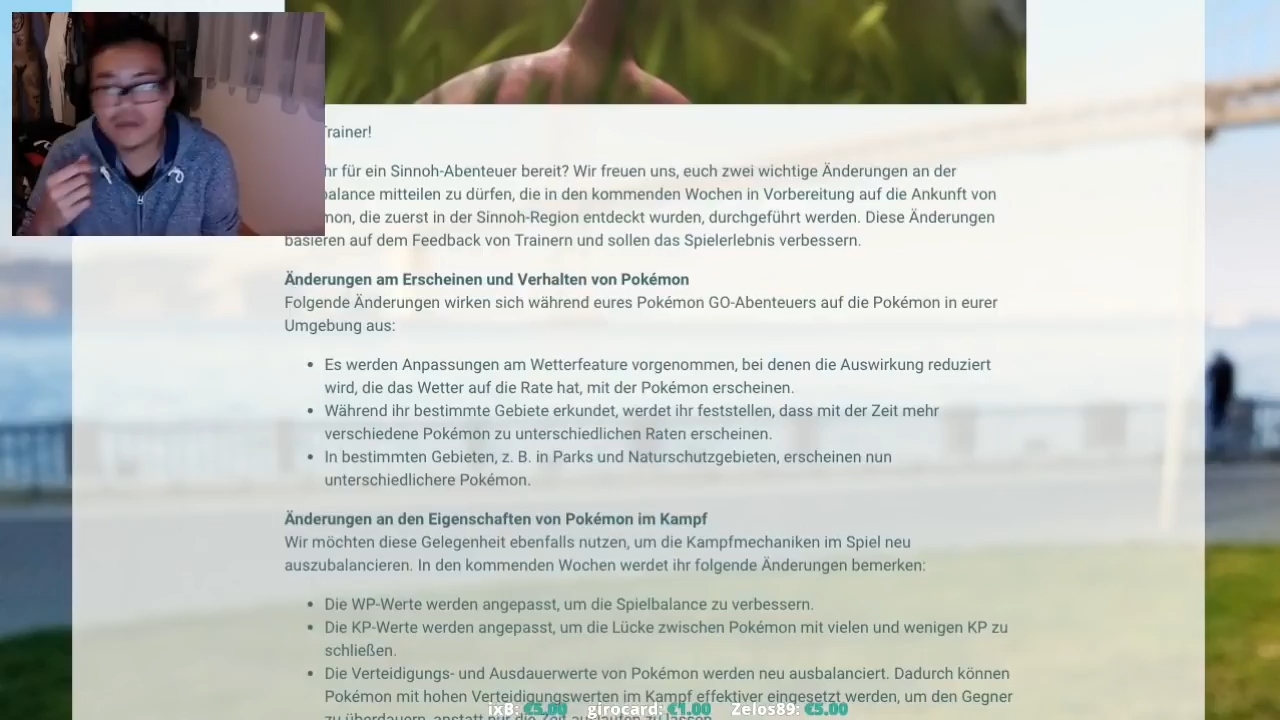 Trainer!
hr für ein Sinnoh-Abenteuer bereit? Wir freuen uns, euch zwei wichtige Änderungen an der
balance mitteilen zu dürfen, die in den kommenden Wochen in Vorbereitung auf die Ankunft von
mon, die zuerst in der Sinnoh-Region entdeckt wurden, durchgeführt werden. Diese Änderungen
basieren auf dem Feedback von Trainern und sollen das Spielerlebnis verbessern.
Änderungen am Erscheinen und Verhalten von Pokémon
Folgende Änderungen wirken sich während eures Pokémon GO-Abenteuers auf die Pokémon in eurer
Umgebung aus:
• Es werden Anpassungen am Wetterfeature vorgenommen, bei denen die Auswirkung reduziert
wird, die das Wetter auf die Rate hat, mit der Pokémon erscheinen.
• Während ihr bestimmte Gebiete erkundet, werdet ihr feststellen, dass mit der Zeit mehr
verschiedene Pokémon zu unterschiedlichen Raten erscheinen.
• In bestimmten Gebieten, z. B. in Parks und Naturschutzgebieten, erscheinen nun
unterschiedlichere Pokémon.
Änderungen an den Eigenschaften von Pokémon im Kampf
Wir möchten diese Gelegenheit ebenfalls nutzen, um die Kampfmechaniken im Spiel neu
auszubalancieren. In den kommenden Wochen werdet ihr folgende Änderungen bemerken:
• Die WP-Werte werden angepasst, um die Spielbalance zu verbessern.
• Die KP-Werte werden angepasst, um die Lücke zwischen Pokémon mit vielen und wenigen KP zu
schließen.
• Die Verteidigungs- und Ausdauerwerte von Pokémon werden neu ausbalanciert. Dadurch können
Pokémon mit hohen Verteidigungswerten im Kampf effektiver eingesetzt werden, um den Gegner
zu überdauern, anstatt nur die Zeit auslaufen zu lassen.
ixB: €5.00 girocard: €1.00 Zelos89: €5.00